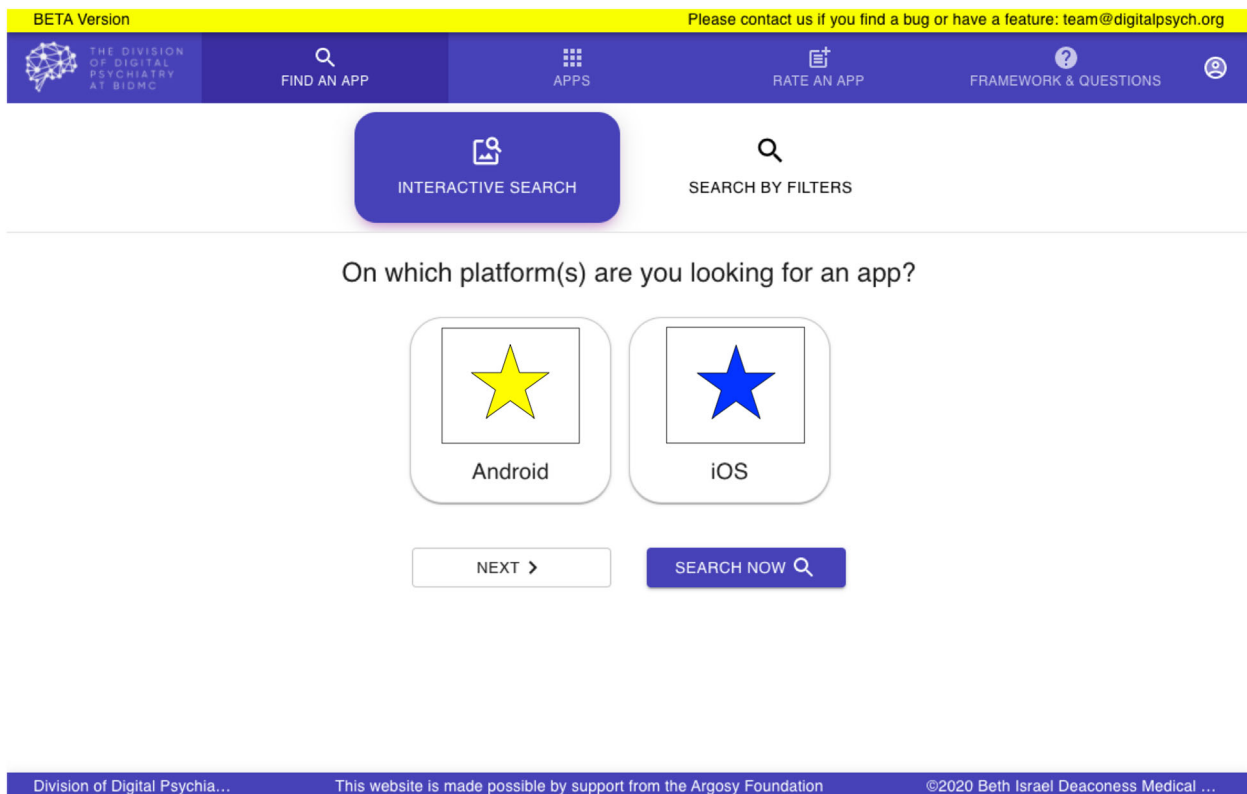 BETA Version
Please contact us if you find a bug or have a feature: team@digitalpsych.org
THE DIVISION
OF DIGITAL
PSYCHIATRY
AT BIDMC
FIND AN APP
APPS
RATE AN APP
FRAMEWORK & QUESTIONS
INTERACTIVE SEARCH
SEARCH BY FILTERS
On which platform(s) are you looking for an app?
Android
iOS
NEXT
SEARCH NOW
Division of Digital Psychia...
This website is made possible by support from the Argosy Foundation
©2020 Beth Israel Deaconess Medical ...